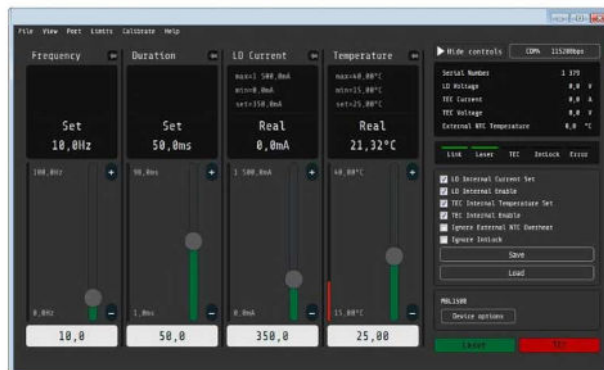 File View Port Limits Calibrate Help
Frequency
Set
10,0Hz
100,0Hz
0,0Hz
10,0
Duration
Set
50,0ms
90,0ms
1,0ms
50,0
LD Current
max=1 500,0mA
min=0,0mA
set=350,0mA
Real
0,0mA
1 500,0mA
0,0mA
350,0
Temperature
max=40,00°C
min=15,00°C
set=25,00°C
Real
21,32°C
40,00°C
15,00°C
25,00
Hide controls
115200bps
Serial Number 1 379
LD Voltage 0,0 V
TEC Current 0,0 A
TEC Voltage 0,0 V
External NTC Temperature 0,0 °C
Link Laser TEC IntLock Error
LD Internal Current Set
LD Internal Enable
TEC Internal Temperature Set
TEC Internal Enable
Ignore External NTC Overheat
Ignore IntLock
Save
Load
Device options
Laser
TEC